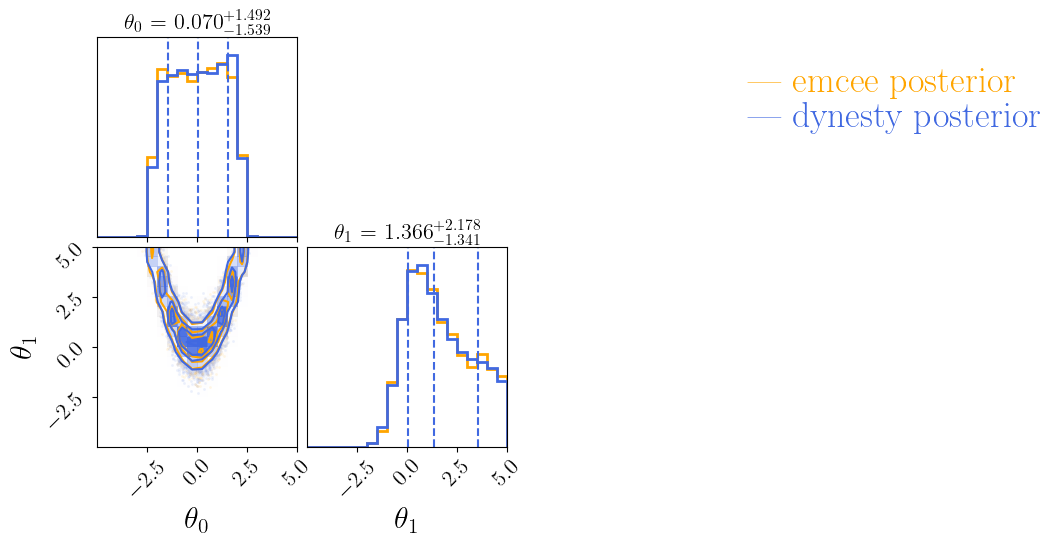 θ₀ = 0.070⁺¹·⁴⁹²₋₁.₅₃₉
emcee posterior
dynesty posterior
θ₁ = 1.366⁺²·¹⁷⁸₋₁.₃₄₁
5.0
2.5
0.0
−2.5
θ₁
−2.5 0.0 2.5 5.0
−2.5 0.0 2.5 5.0
θ₀
θ₁